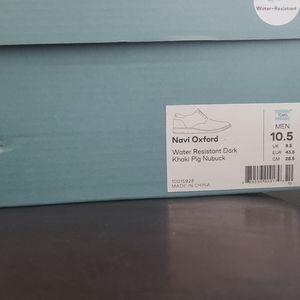 Water-Resistant
Navi Oxford
Water Resistant Dark
Khaki Pig Nubuck
10015928
MADE IN CHINA
TOMS
MEN
10.5
UK 9.5
EUR 43.5
CM 28.5